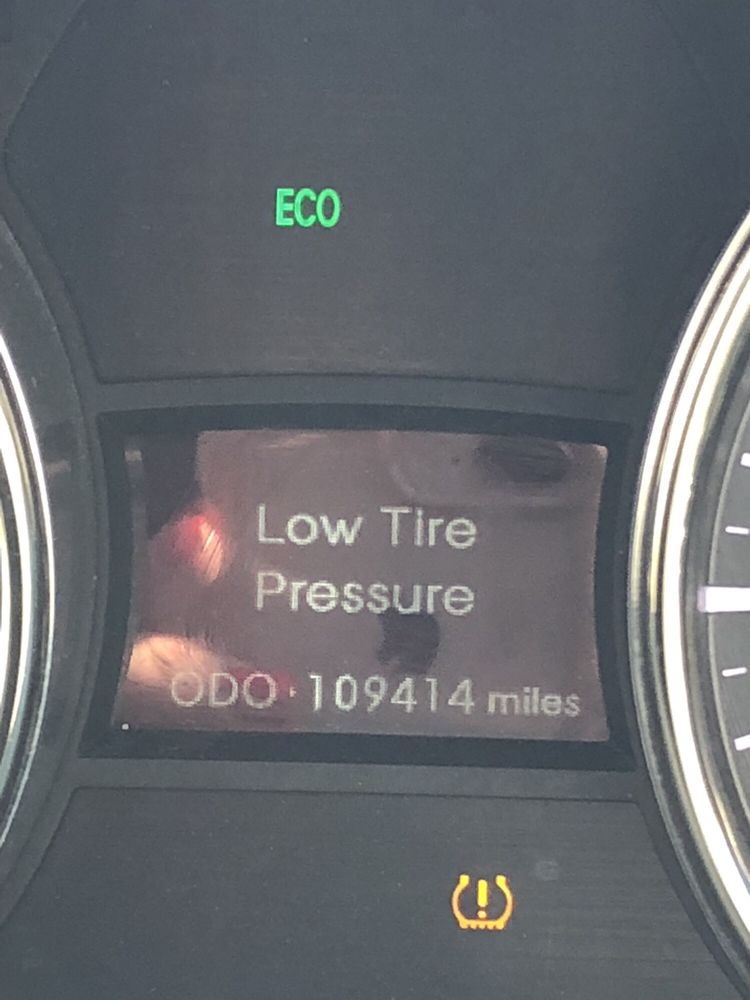 ECO
Low Tire
Pressure
ODO 109414 miles